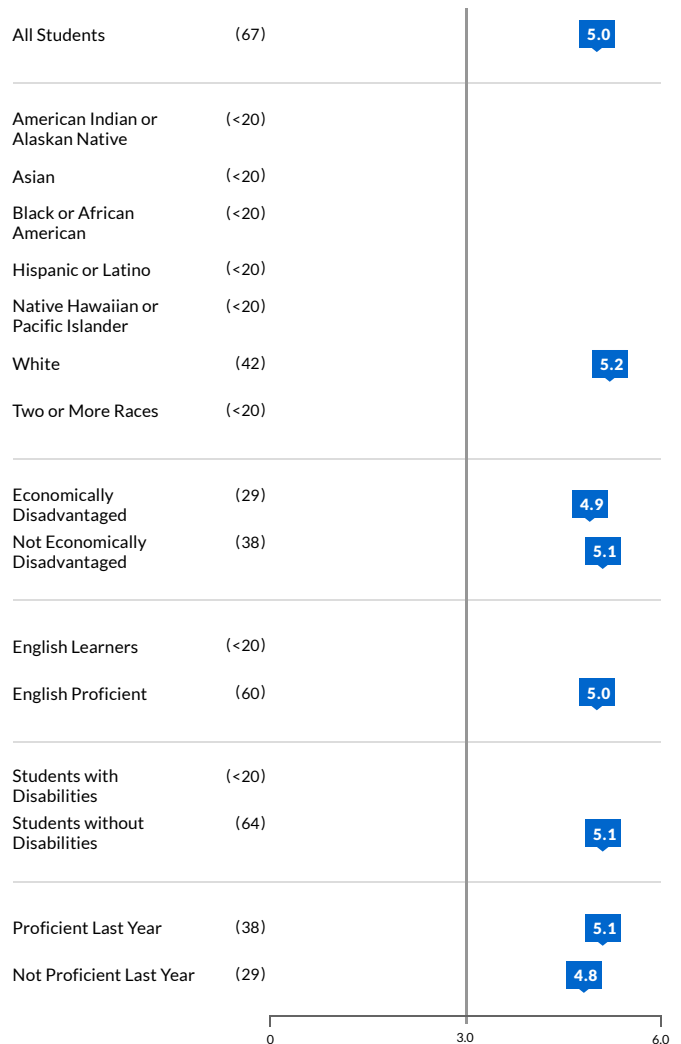 All Students (67) 5.0
American Indian or (<20)
Alaskan Native
Asian (<20)
Black or African (<20)
American
Hispanic or Latino (<20)
Native Hawaiian or (<20)
Pacific Islander
White (42) 5.2
Two or More Races (<20)
Economically (29) 4.9
Disadvantaged
Not Economically (38) 5.1
Disadvantaged
English Learners (<20)
English Proficient (60) 5.0
Students with (<20)
Disabilities
Students without (64) 5.1
Disabilities
Proficient Last Year (38) 5.1
Not Proficient Last Year (29) 4.8
0 3.0 6.0